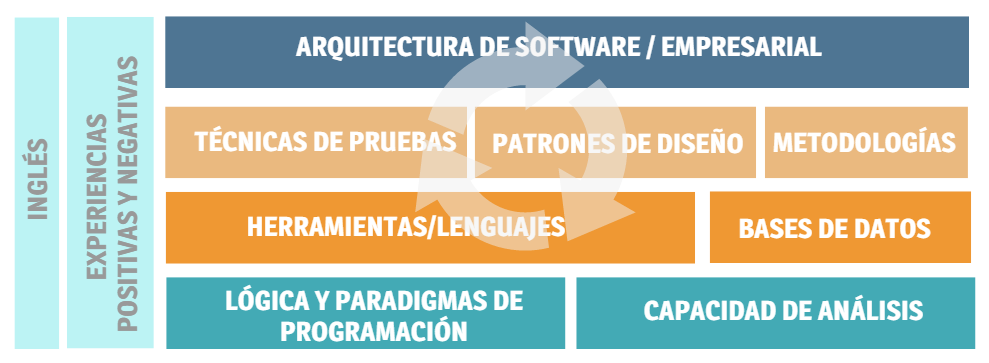 INGLÉS
EXPERIENCIAS
POSITIVAS Y NEGATIVAS
ARQUITECTURA DE SOFTWARE / EMPRESARIAL
TÉCNICAS DE PRUEBAS
PATRONES DE DISEÑO
METODOLOGÍAS
HERRAMIENTAS/LENGUAJES
BASES DE DATOS
LÓGICA Y PARADIGMAS DE
PROGRAMACIÓN
CAPACIDAD DE ANÁLISIS